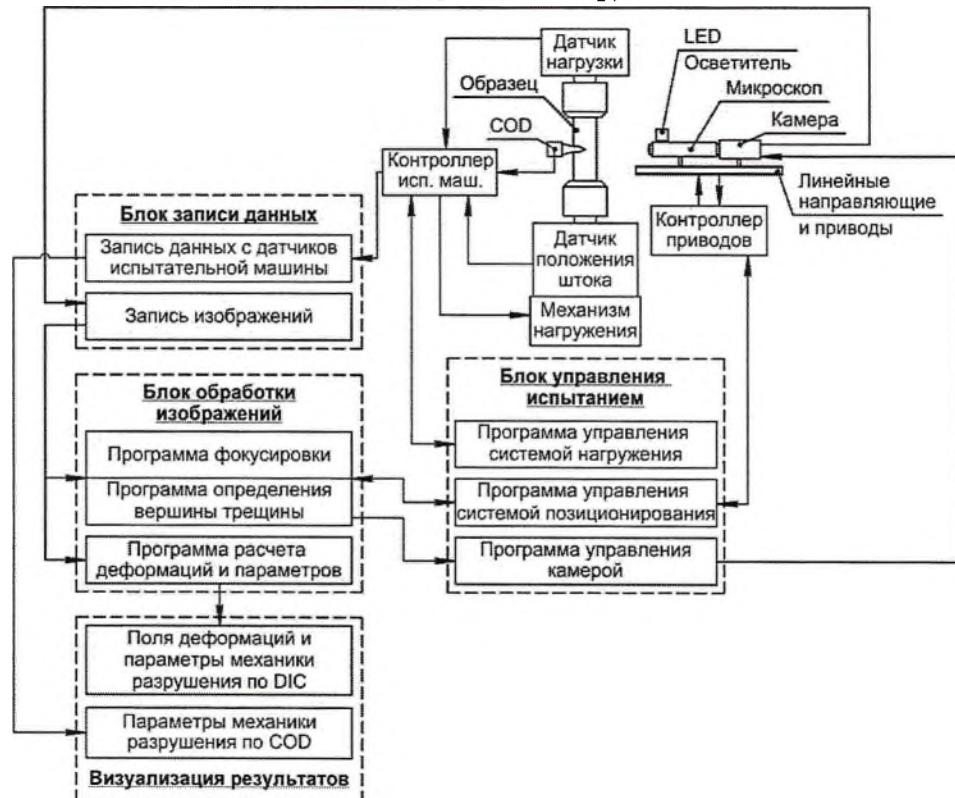 Датчик
нагрузки
LED
Осветитель
Образец
Микроскоп
COD
Камера
Контроллер
исп. маш.
Линейные
направляющие
и приводы
Контроллер
приводов
Блок записи данных
Запись данных с датчиков
испытательной машины
Запись изображений
Датчик
положения
штока
Механизм
нагружения
Блок обработки
изображений
Программа фокусировки
Программа определения
вершины трещины
Программа расчета
деформаций и параметров
Блок управления
испытанием
Программа управления
системой нагружения
Программа управления
системой позиционирования
Программа управления
камерой
Поля деформаций и
параметры механики
разрушения по DIC
Параметры механики
разрушения по COD
Визуализация результатов